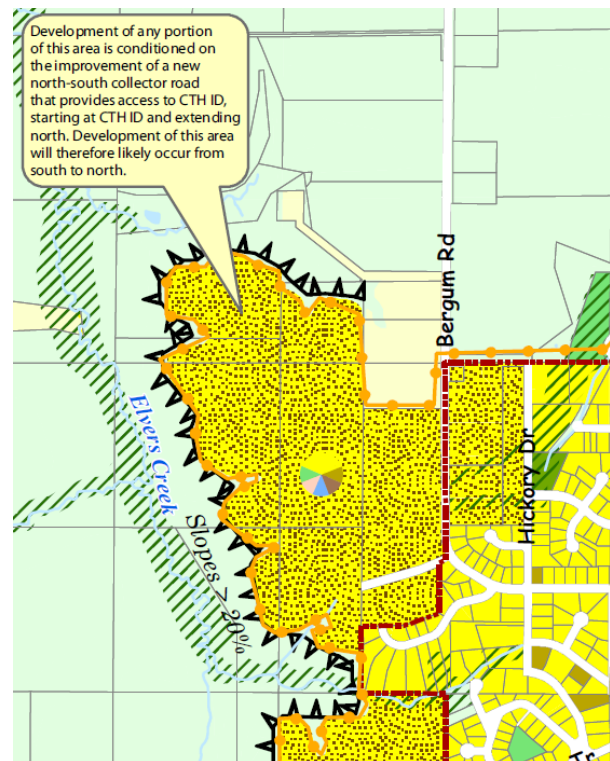 Development of any portion
of this area is conditioned on
the improvement of a new
north-south collector road
that provides access to CTH ID,
starting at CTH ID and extending
north. Development of this area
will therefore likely occur from
south to north.
Bergum Rd
Hickory Dr
Elvers Creek
Slopes > 20%